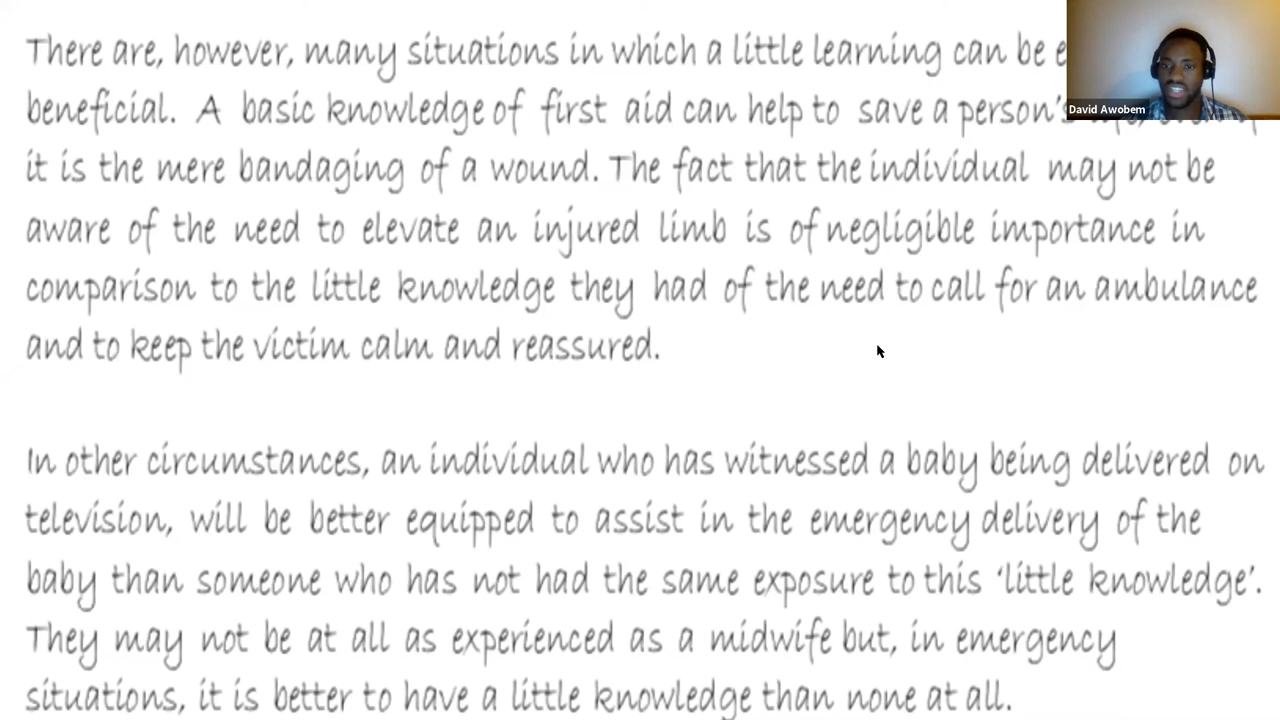 There are, however, many situations in which a little learning can be
beneficial. A basic knowledge of first aid can help to save a person's
it is the mere bandaging of a wound. The fact that the individual may not be
aware of the need to elevate an injured limb is of negligible importance in
comparison to the little knowledge they had of the need to call for an ambulance
and to keep the victim calm and reassured.
In other circumstances, an individual who has witnessed a baby being delivered on
television, will be better equipped to assist in the emergency delivery of the
baby than someone who has not had the same exposure to this ‘little knowledge’.
They may not be at all as experienced as a midwife but, in emergency
situations, it is better to have a little knowledge than none at all.
David Awobem